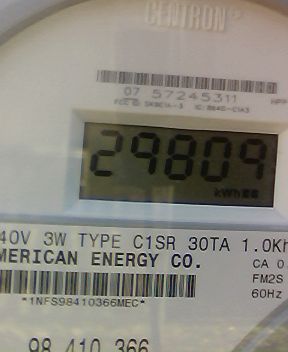 CENTRON®
07 57245311
29809
kWh
40V 3W TYPE C1SR 30TA 1.0Kh
MERICAN ENERGY CO.
CA 0.
FM2S
60Hz
*1NFS98410366MEC*
98 410 366